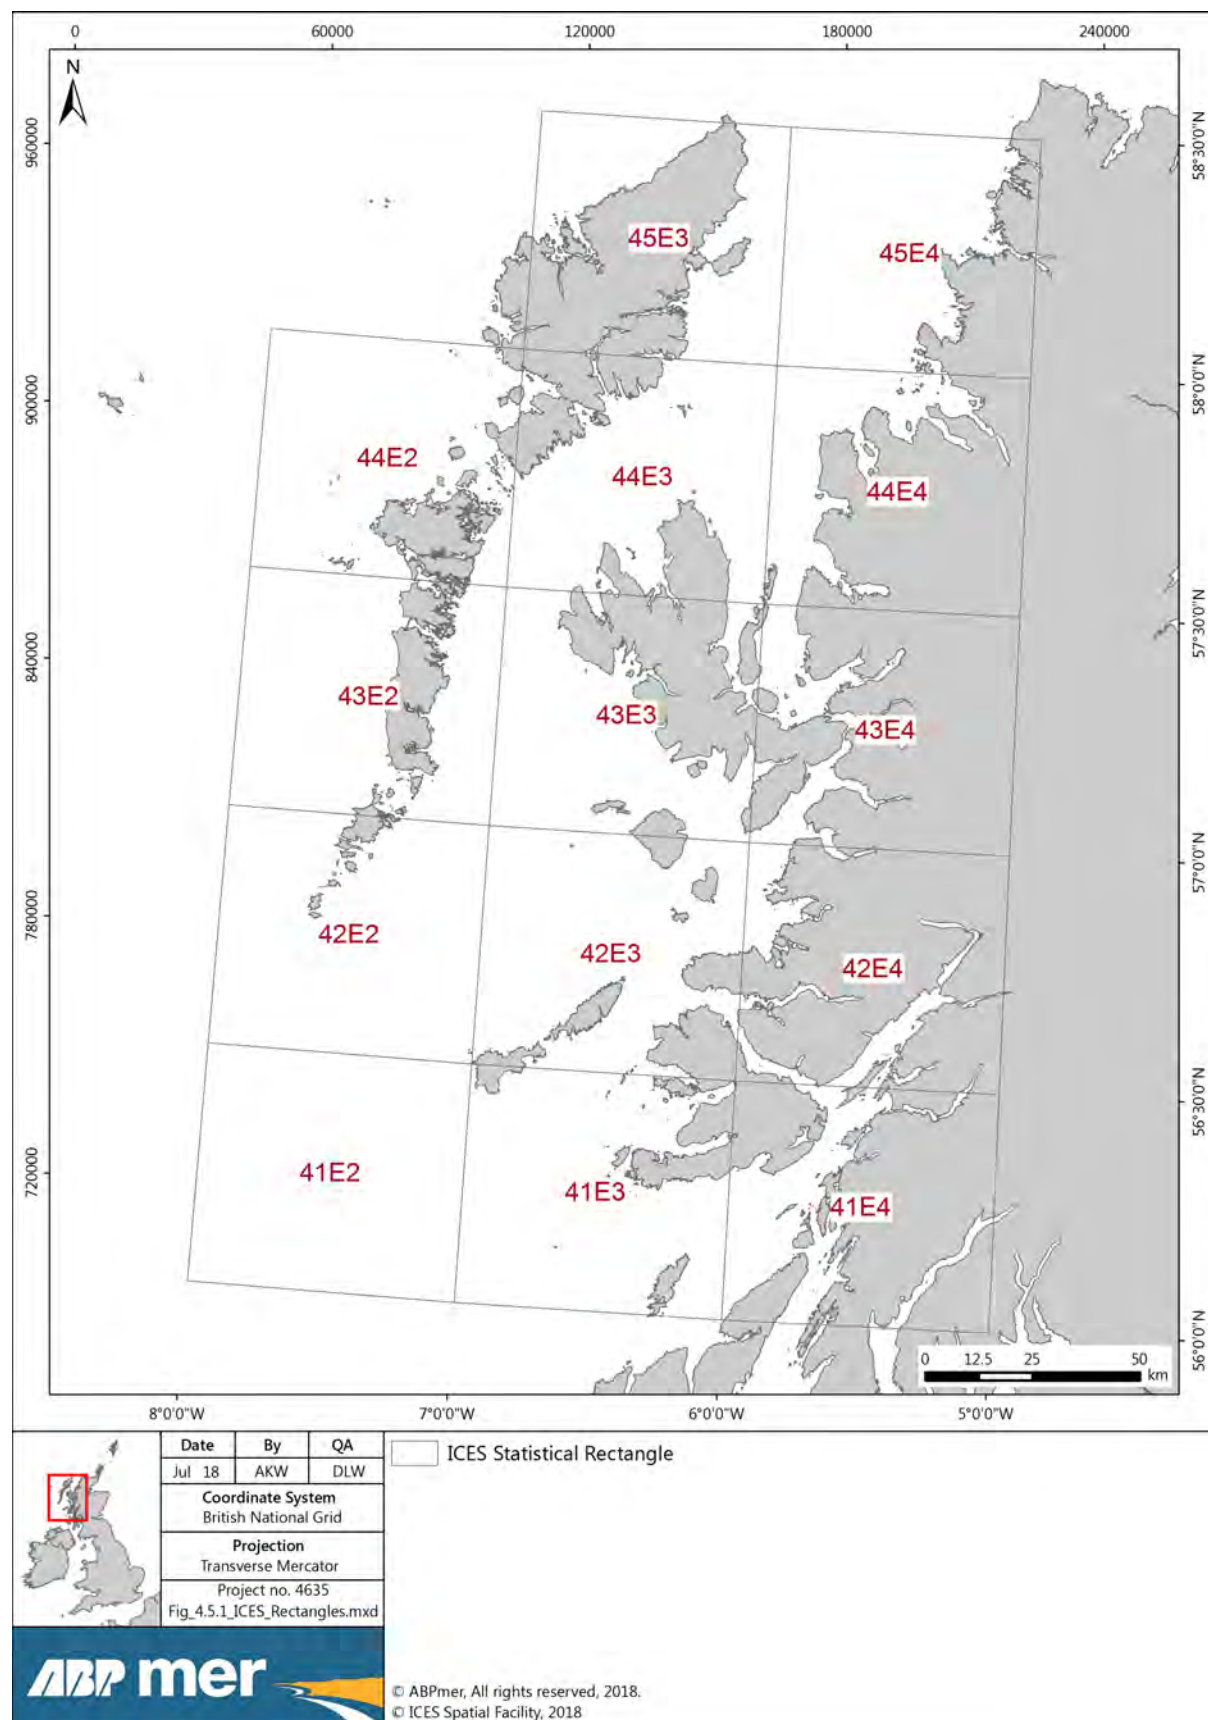 0 60000 120000 180000 240000
N
960000
900000
840000
780000
720000
58°30'0"N
58°0'0"N
57°30'0"N
57°0'0"N
56°30'0"N
56°0'0"N
45E3
45E4
44E2
44E3
44E4
43E2
43E3
43E4
42E2
42E3
42E4
41E2
41E3
41E4
0 12.5 25 50
km
8°0'0"W 7°0'0"W 6°0'0"W 5°0'0"W
Date By QA
Jul 18 AKW DLW
Coordinate System
British National Grid
Projection
Transverse Mercator
Project no. 4635
Fig_4.5.1_ICES_Rectangles.mxd
ICES Statistical Rectangle
ABPmer
© ABPmer, All rights reserved, 2018.
© ICES Spatial Facility, 2018